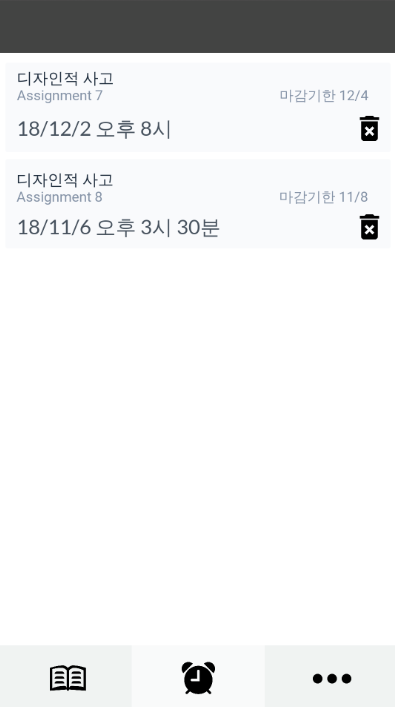 디자인적 사고
Assignment 7
마감기한 12/4
18/12/2 오후 8시
디자인적 사고
Assignment 8
마감기한 11/8
18/11/6 오후 3시 30분